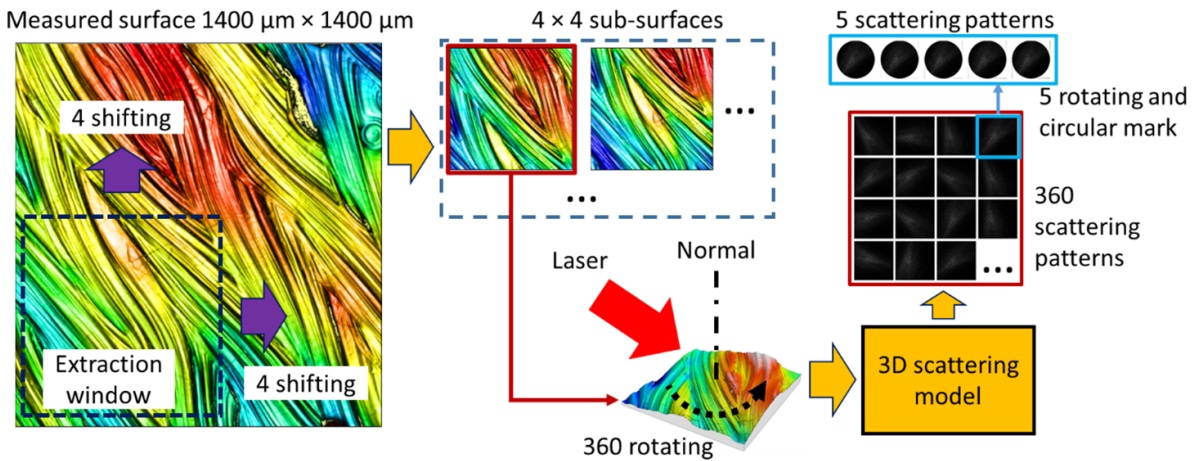 Measured surface 1400 µm × 1400 µm
4 shifting
4 shifting
Extraction
window
4 × 4 sub-surfaces
...
...
Laser
Normal
360 rotating
3D scattering
model
5 scattering patterns
5 rotating and
circular mark
360
scattering
patterns
...